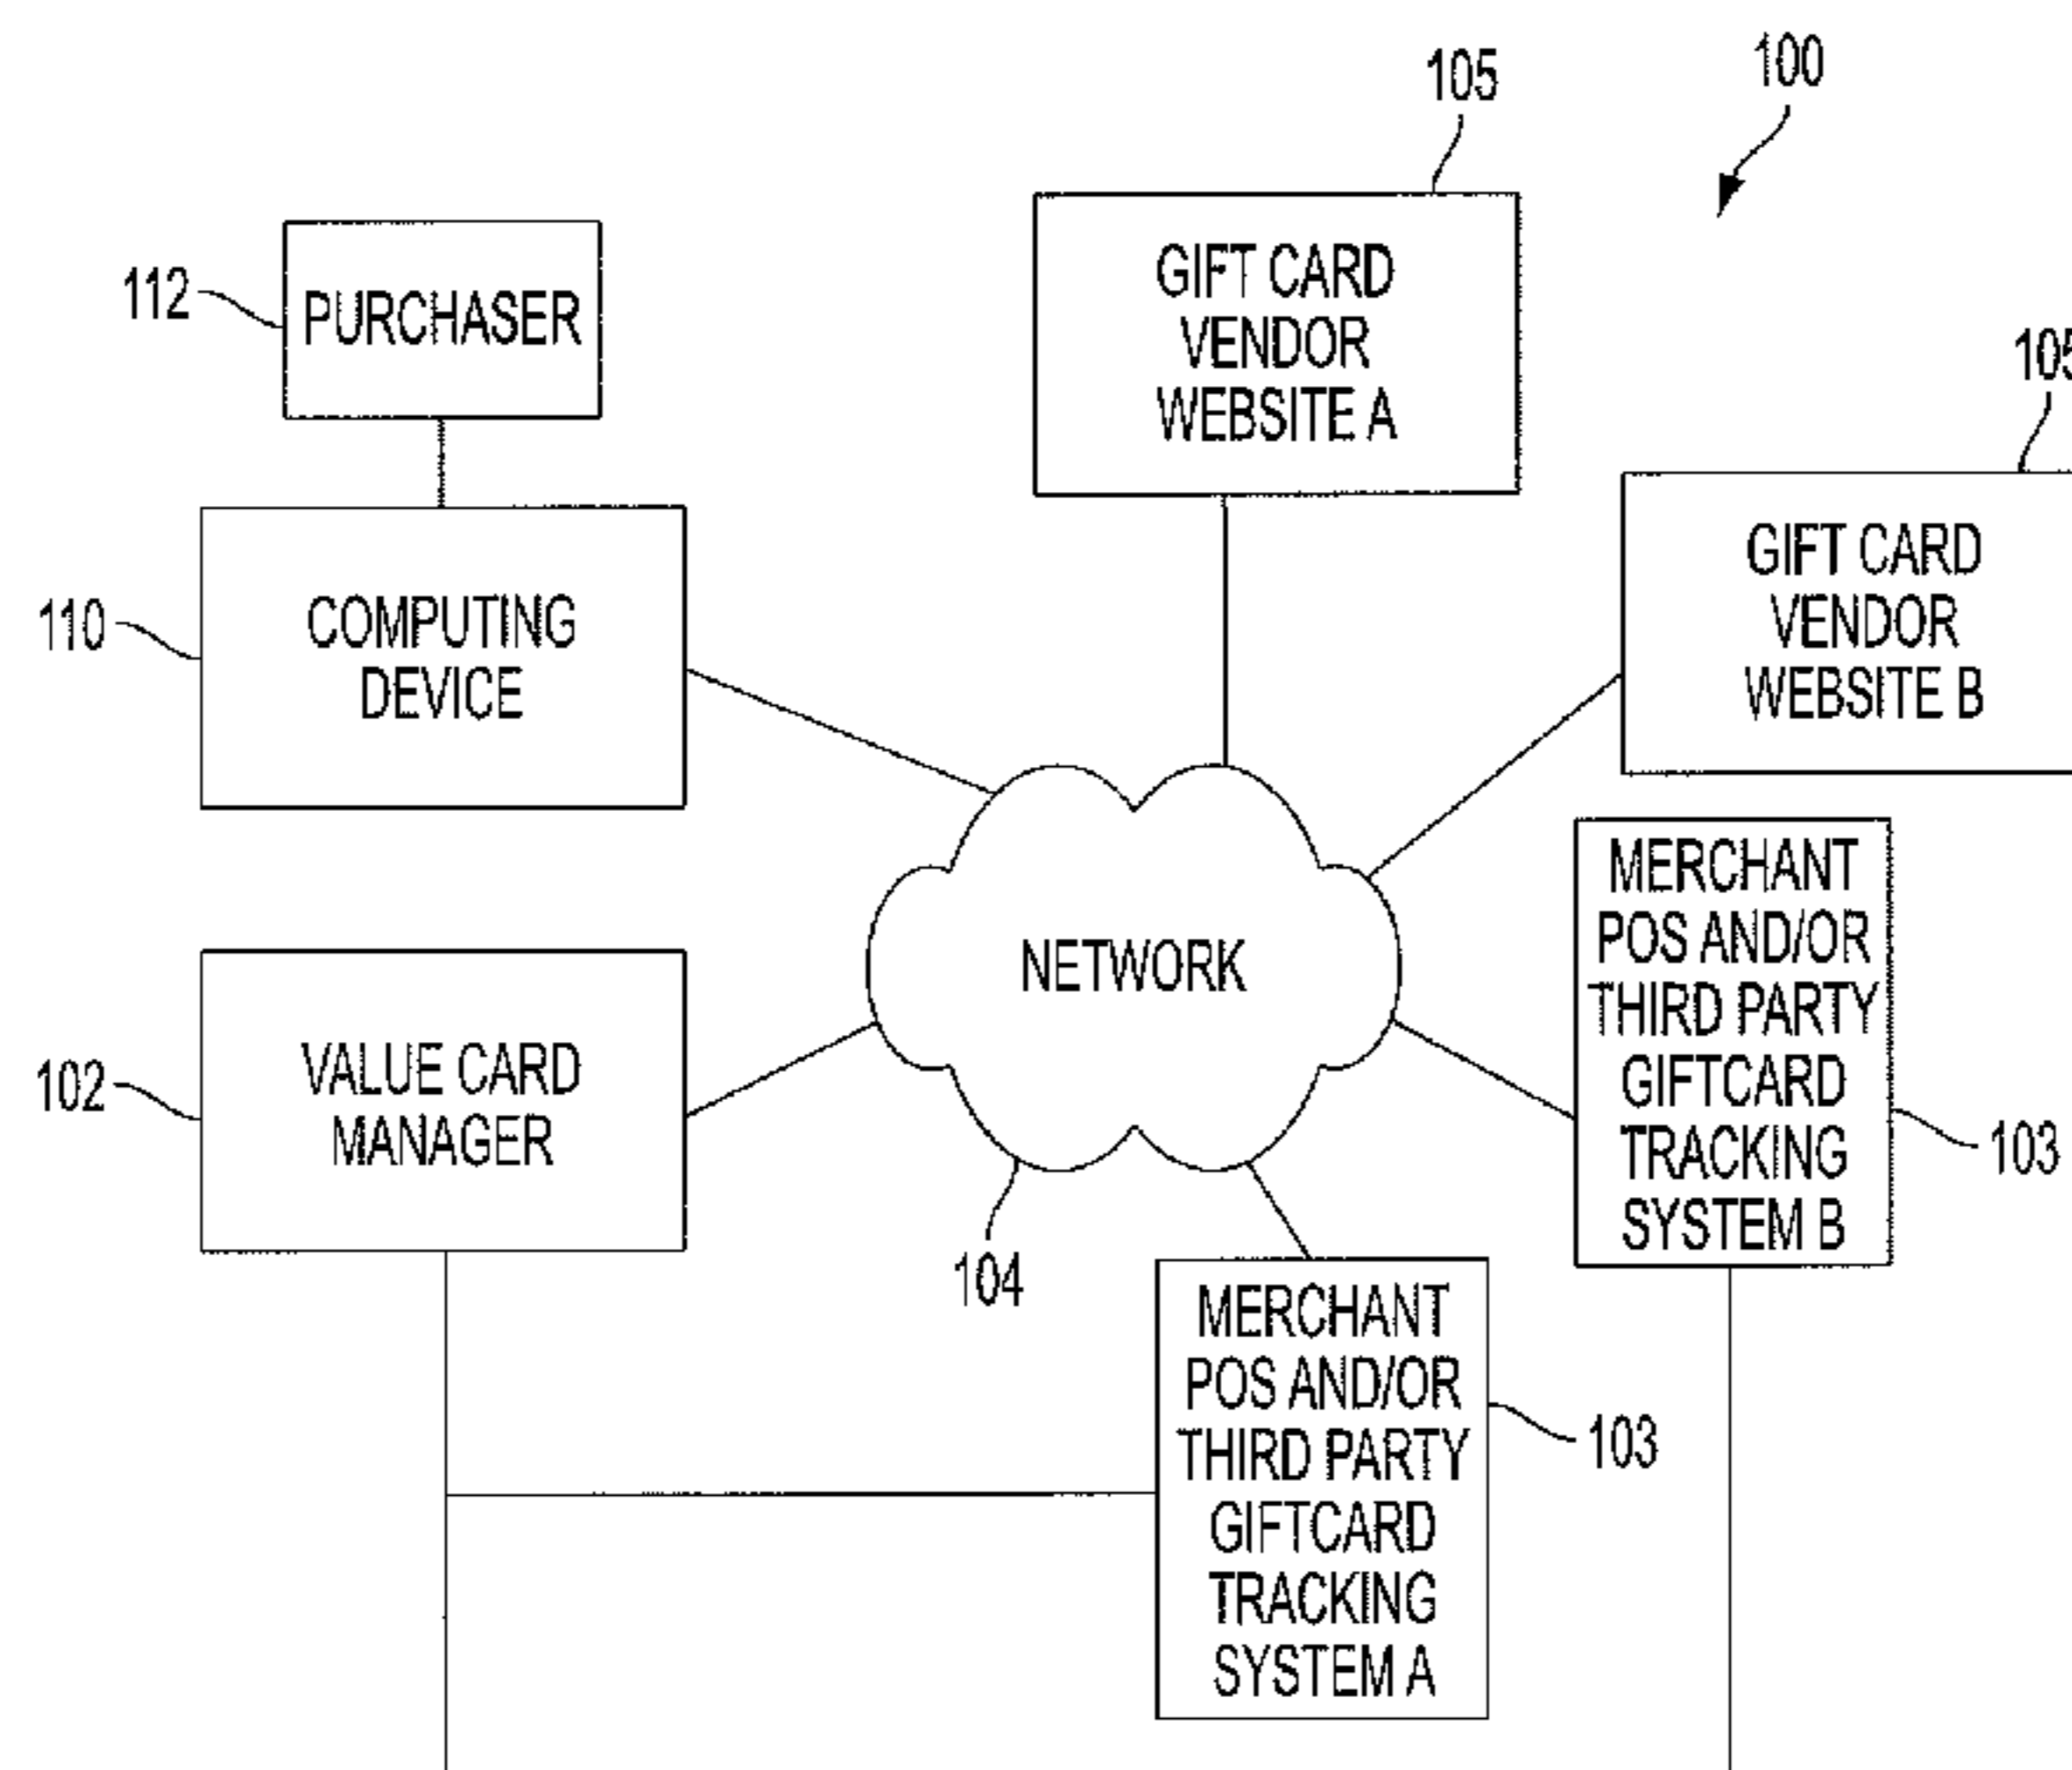 100
105
112
PURCHASER
GIFT CARD
VENDOR
WEBSITE A
105
110
COMPUTING
DEVICE
GIFT CARD
VENDOR
WEBSITE B
NETWORK
104
102
VALUE CARD
MANAGER
MERCHANT
POS AND/OR
THIRD PARTY
GIFTCARD
TRACKING
SYSTEM B
103
MERCHANT
POS AND/OR
THIRD PARTY
GIFTCARD
TRACKING
SYSTEM A
103